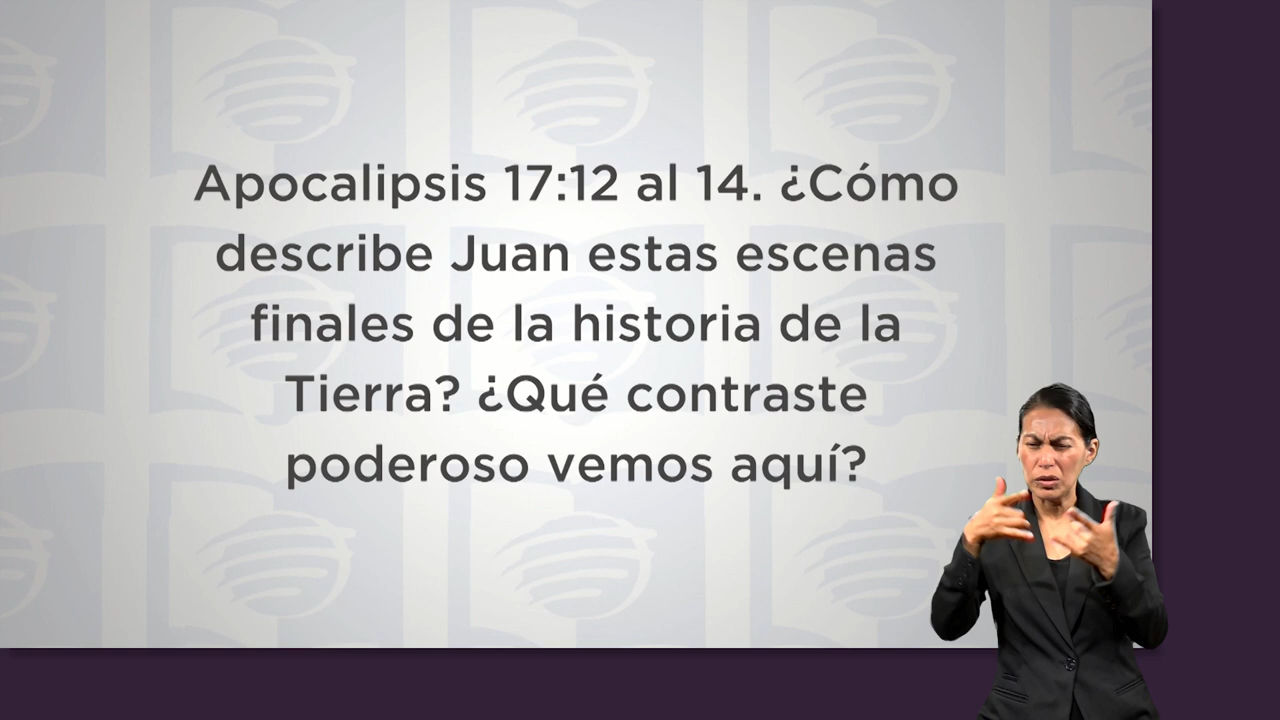 Apocalipsis 17:12 al 14. ¿Cómo
describe Juan estas escenas
finales de la historia de la
Tierra? ¿Qué contraste
poderoso vemos aquí?